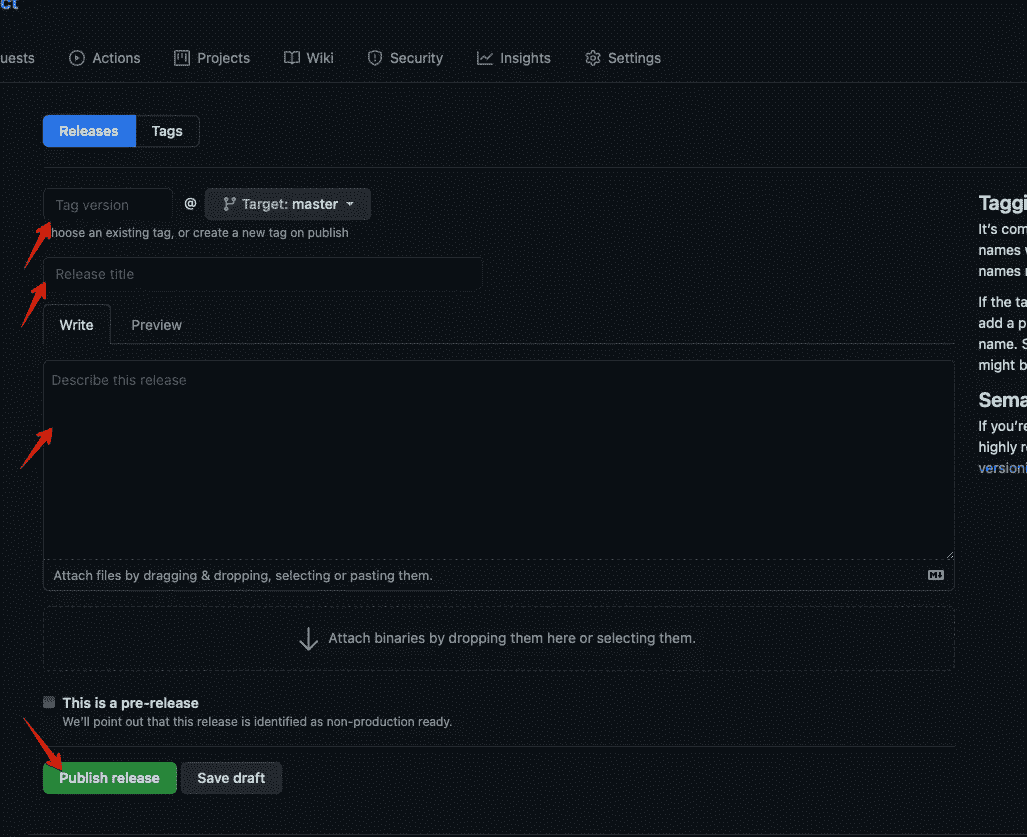 ct
uests Actions Projects Wiki Security Insights Settings
Releases Tags
Tag version @ Target: master
hoose an existing tag, or create a new tag on publish
Release title
Write Preview
Describe this release
Attach files by dragging & dropping, selecting or pasting them.
Attach binaries by dropping them here or selecting them.
This is a pre-release
We'll point out that this release is identified as non-production ready.
Publish release Save draft
Taggi
It's com
names
names
If the ta
add a p
name. S
might b
Sema
If you're
highly r
versioni